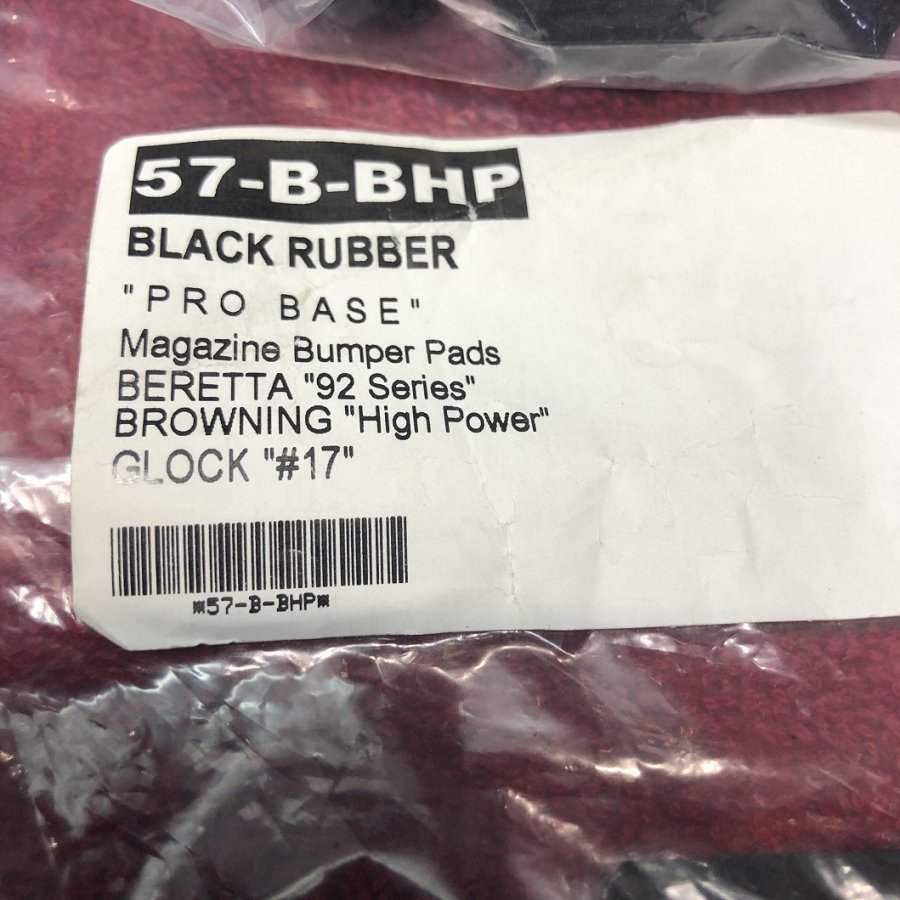 57-B-BHP
BLACK RUBBER
"PRO BASE"
Magazine Bumper Pads
BERETTA "92 Series"
BROWNING "High Power"
GLOCK "#17"
*57-B-BHP*